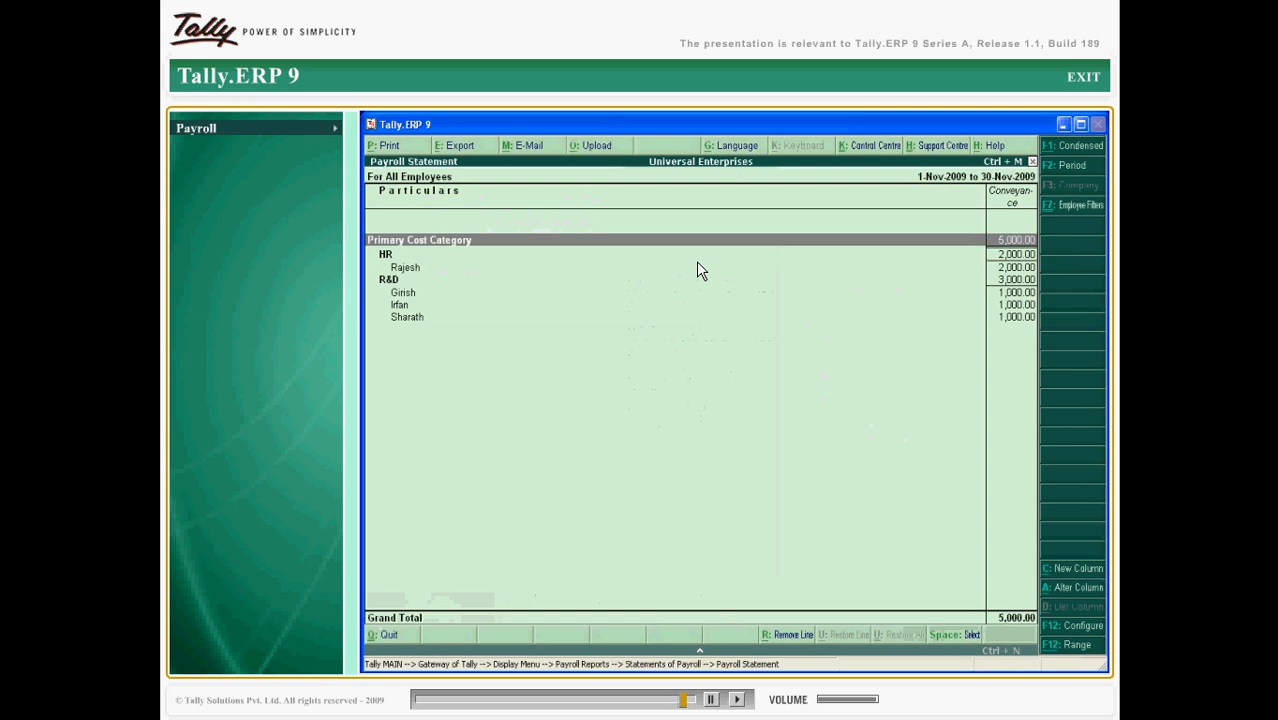 Tally POWER OF SIMPLICITY
The presentation is relevant to Tally.ERP 9 Series A, Release 1.1, Build 189
Tally.ERP 9 EXIT
Payroll
Tally.ERP 9
P: Print E: Export M: E-Mail O: Upload G: Language K: Keyboard K: Control Centre H: Support Centre H: Help F1: Condensed
Payroll Statement Universal Enterprises Ctrl + M
F2: Period
For All Employees 1-Nov-2009 to 30-Nov-2009
F3: Company
Particulars Conveyan-
ce
F7: Employee Filters
Primary Cost Category 5,000.00
HR 2,000.00
Rajesh 2,000.00
R&D 3,000.00
Girish 1,000.00
Irfan 1,000.00
Sharath 1,000.00
C: New Column
A: Alter Column
D: Del Column
Grand Total 5,000.00
F12: Configure
Q: Quit R: Remove Line U: Restore Line U: Restore All Space: Select
F12: Range
Ctrl + N
Tally MAIN --> Gateway of Tally --> Display Menu --> Payroll Reports --> Statements of Payroll --> Payroll Statement
© Tally Solutions Pvt. Ltd. All rights reserved - 2009 VOLUME